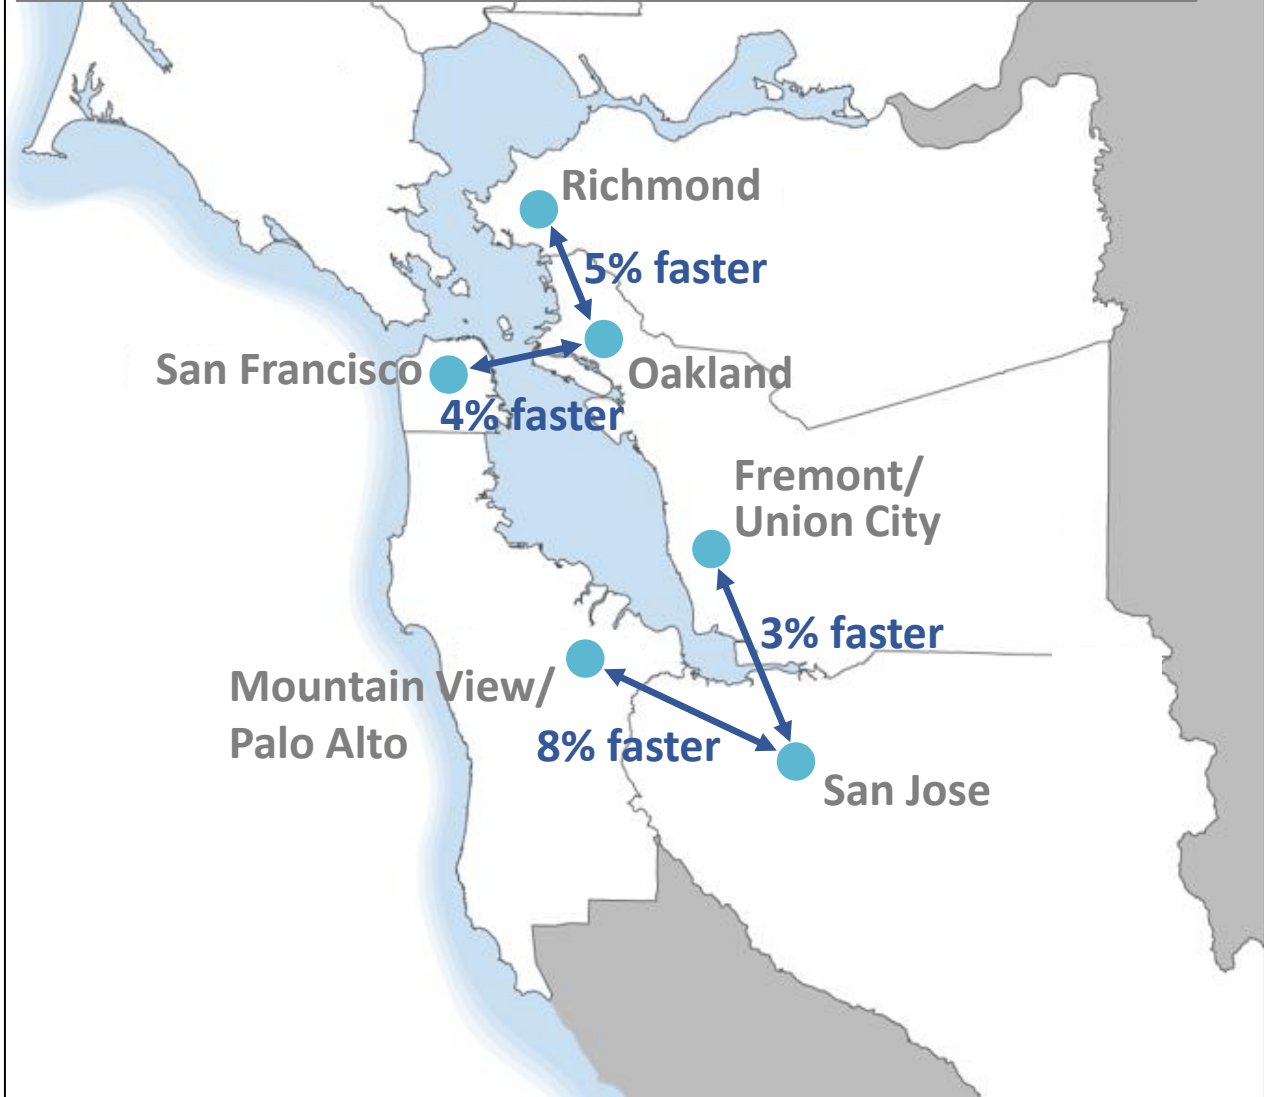 Richmond
5% faster
San Francisco
Oakland
4% faster
Fremont/
Union City
3% faster
Mountain View/
Palo Alto
8% faster
San Jose